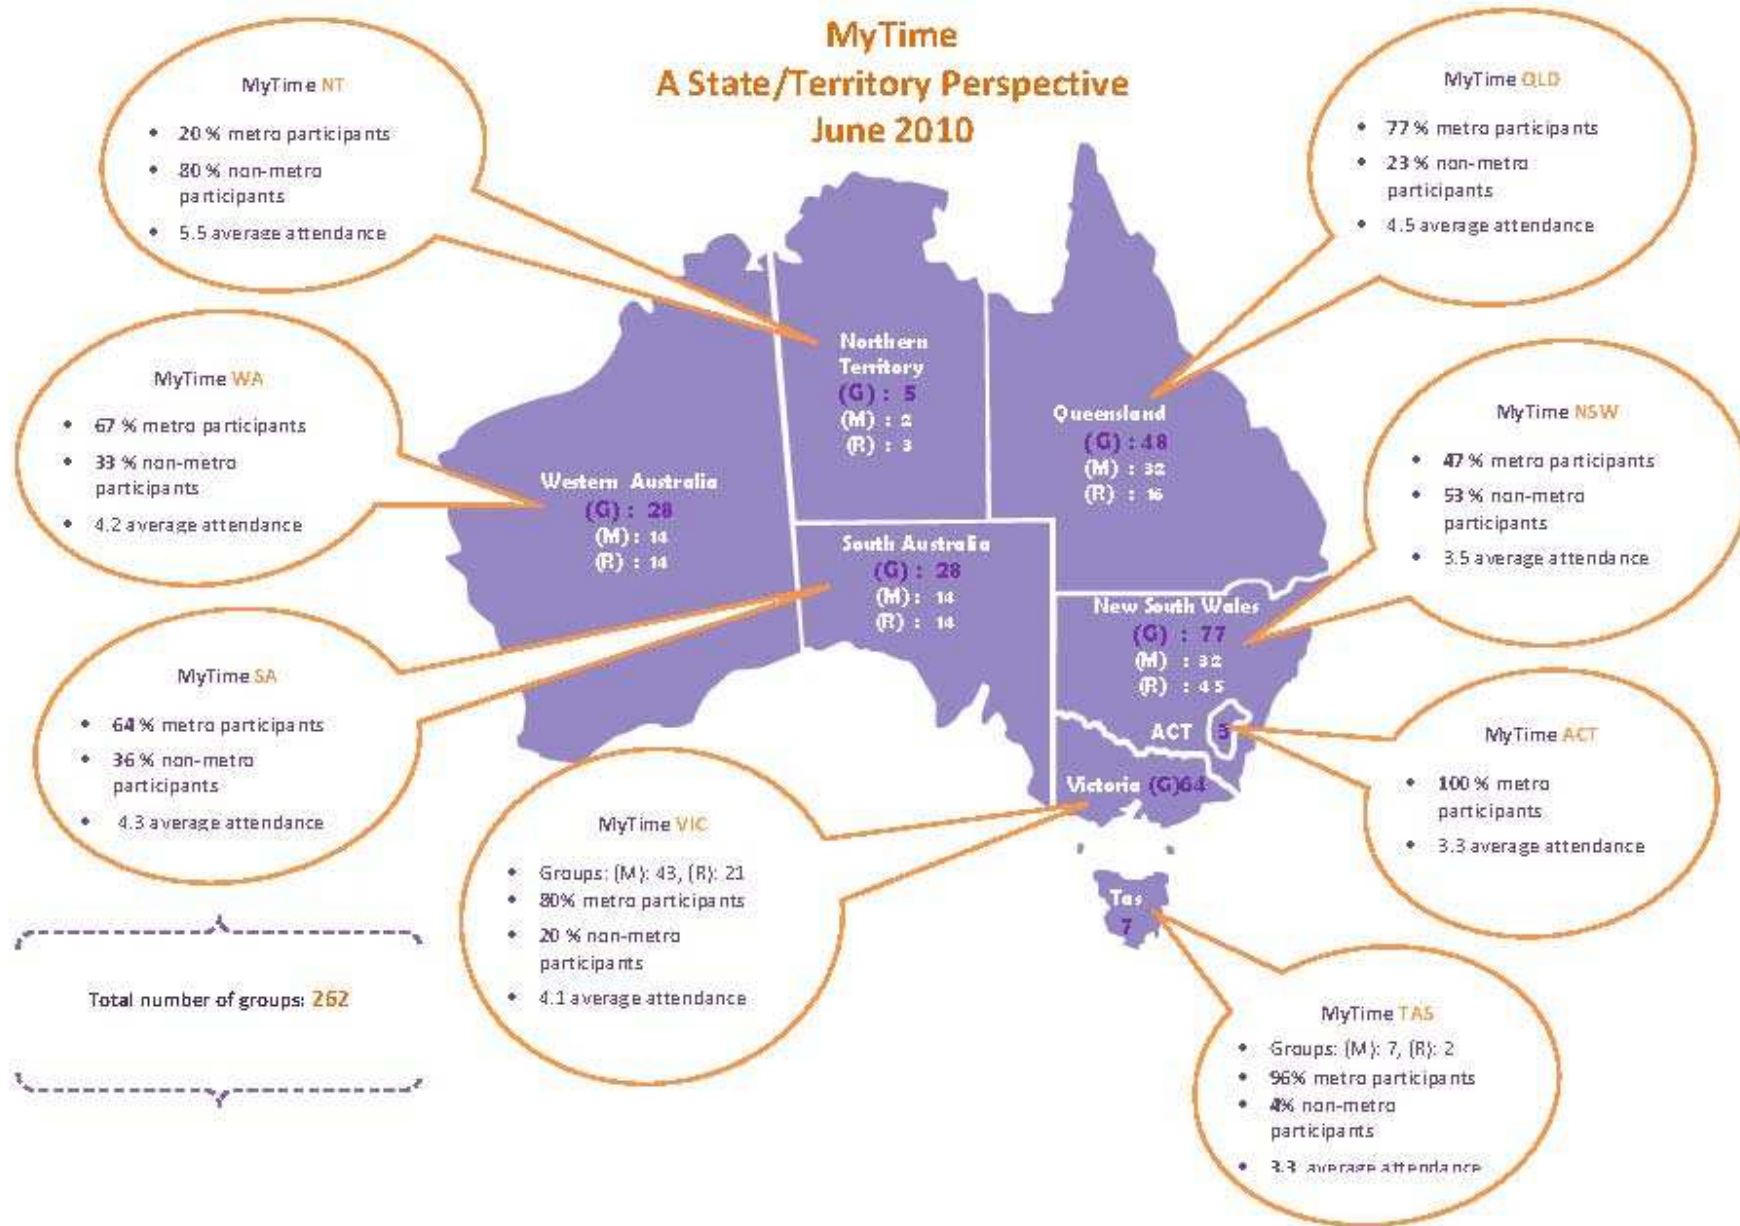 MyTime
A State/Territory Perspective
June 2010
MyTime NT
• 20 % metro participants
• 80 % non-metro
participants
• 5.5 average attendance
MyTime QLD
• 77 % metro participants
• 23 % non-metro
participants
• 4.5 average attendance
MyTime WA
• 67 % metro participants
• 33 % non-metro
participants
• 4.2 average attendance
MyTime NSW
• 47 % metro participants
• 53 % non-metro
participants
• 3.5 average attendance
Northern
Territory
(G) : 5
(M) : 2
(R) : 3
Queensland
(G) : 48
(M) : 32
(R) : 16
Western Australia
(G) : 28
(M) : 14
(R) : 14
South Australia
(G) : 28
(M) : 14
(R) : 14
New South Wales
(G) : 77
(M) : 32
(R) : 45
ACT 5
Victoria (G)64
Tas
7
MyTime SA
• 64 % metro participants
• 36 % non-metro
participants
• 4.3 average attendance
MyTime ACT
• 100 % metro
participants
• 3.3 average attendance
MyTime VIC
• Groups: (M): 43, (R): 21
• 80% metro participants
• 20 % non-metro
participants
• 4.1 average attendance
Total number of groups: 262
MyTime TAS
• Groups: (M): 7, (R): 2
• 96% metro participants
• 4% non-metro
participants
• 3.3 average attendance